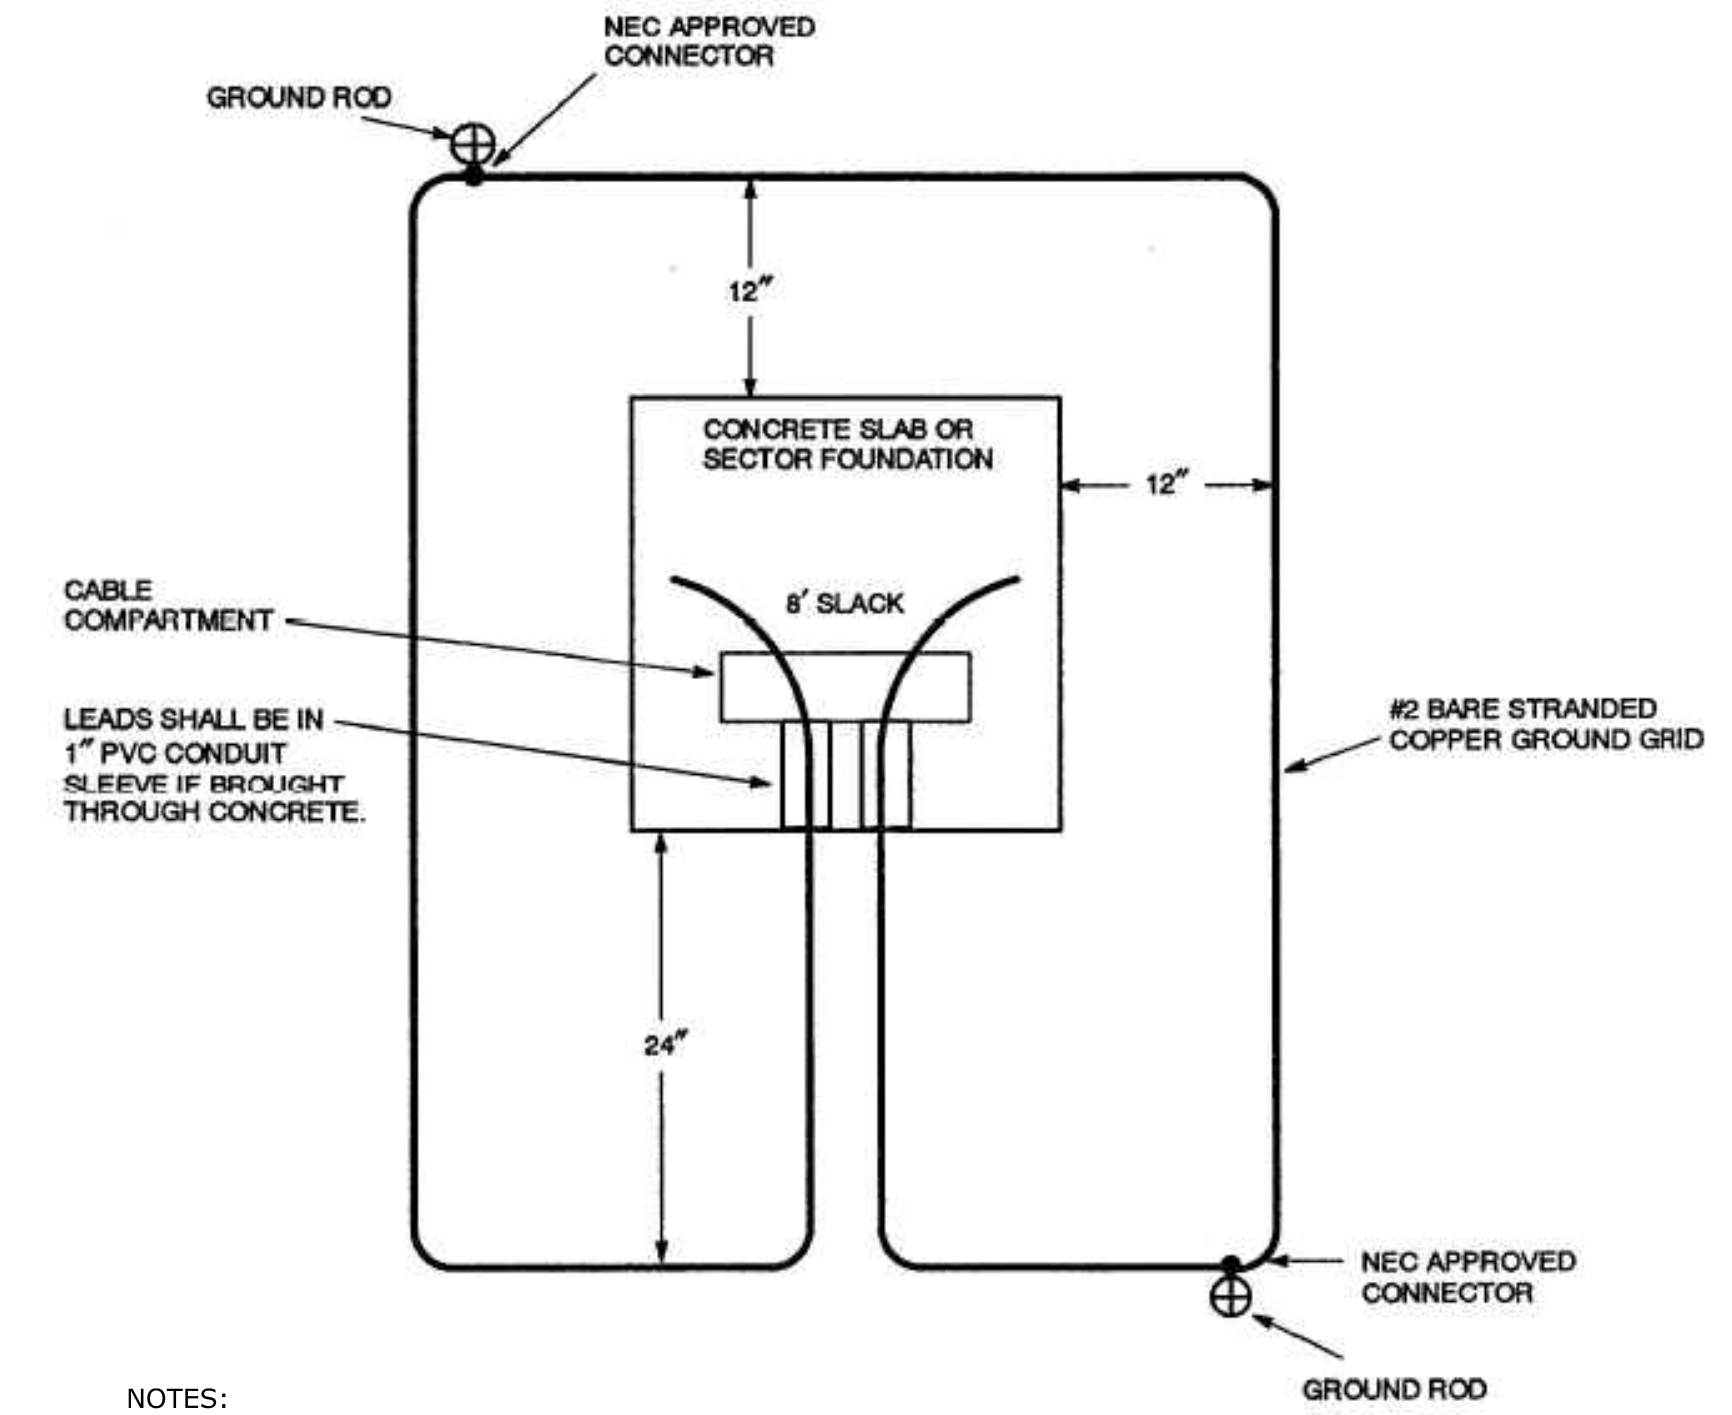 NEC APPROVED
CONNECTOR
GROUND ROD
12"
CONCRETE SLAB OR
SECTOR FOUNDATION
12"
CABLE
COMPARTMENT
8' SLACK
LEADS SHALL BE IN
1" PVC CONDUIT
SLEEVE IF BROUGHT
THROUGH CONCRETE.
#2 BARE STRANDED
COPPER GROUND GRID
24"
NEC APPROVED
CONNECTOR
GROUND ROD
NOTES: